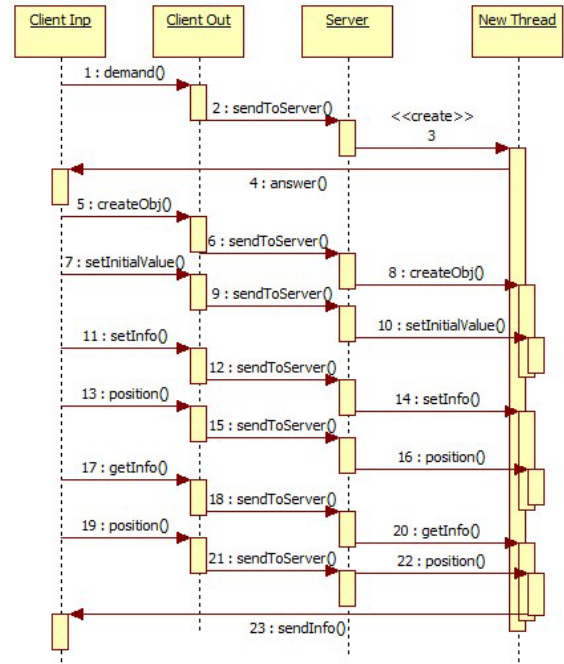 Client Inp
Client Out
Server
New Thread
1 : demand()
2 : sendToServer()
<<create>>
3
4 : answer()
5 : createObj()
6 : sendToServer()
7 : setInitialValue()
8 : createObj()
9 : sendToServer()
10 : setInitialValue()
11 : setInfo()
12 : sendToServer()
13 : position()
14 : setInfo()
15 : sendToServer()
16 : position()
17 : getInfo()
18 : sendToServer()
19 : position()
20 : getInfo()
21 : sendToServer()
22 : position()
23 : sendInfo()